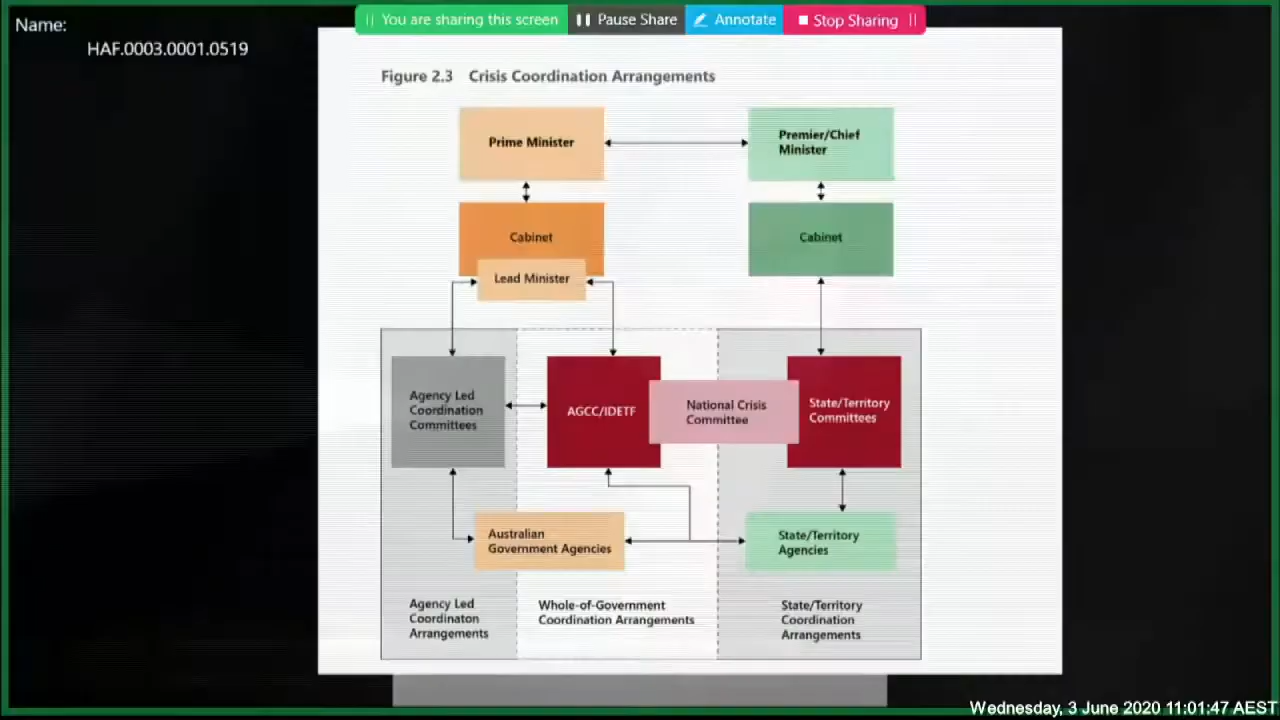 Name:
HAF.0003.0001.0519
You are sharing this screen
Pause Share
Annotate
Stop Sharing
Figure 2.3 Crisis Coordination Arrangements
Prime Minister
Premier/Chief
Minister
Cabinet
Cabinet
Lead Minister
Agency Led
Coordination
Committees
AGCC/IDETF
National Crisis
Committee
State/Territory
Committees
Australian
Government Agencies
State/Territory
Agencies
Agency Led
Coordinaton
Arrangements
Whole-of-Government
Coordination Arrangements
State/Territory
Coordination
Arrangements
Wednesday, 3 June 2020 11:01:47 AEST